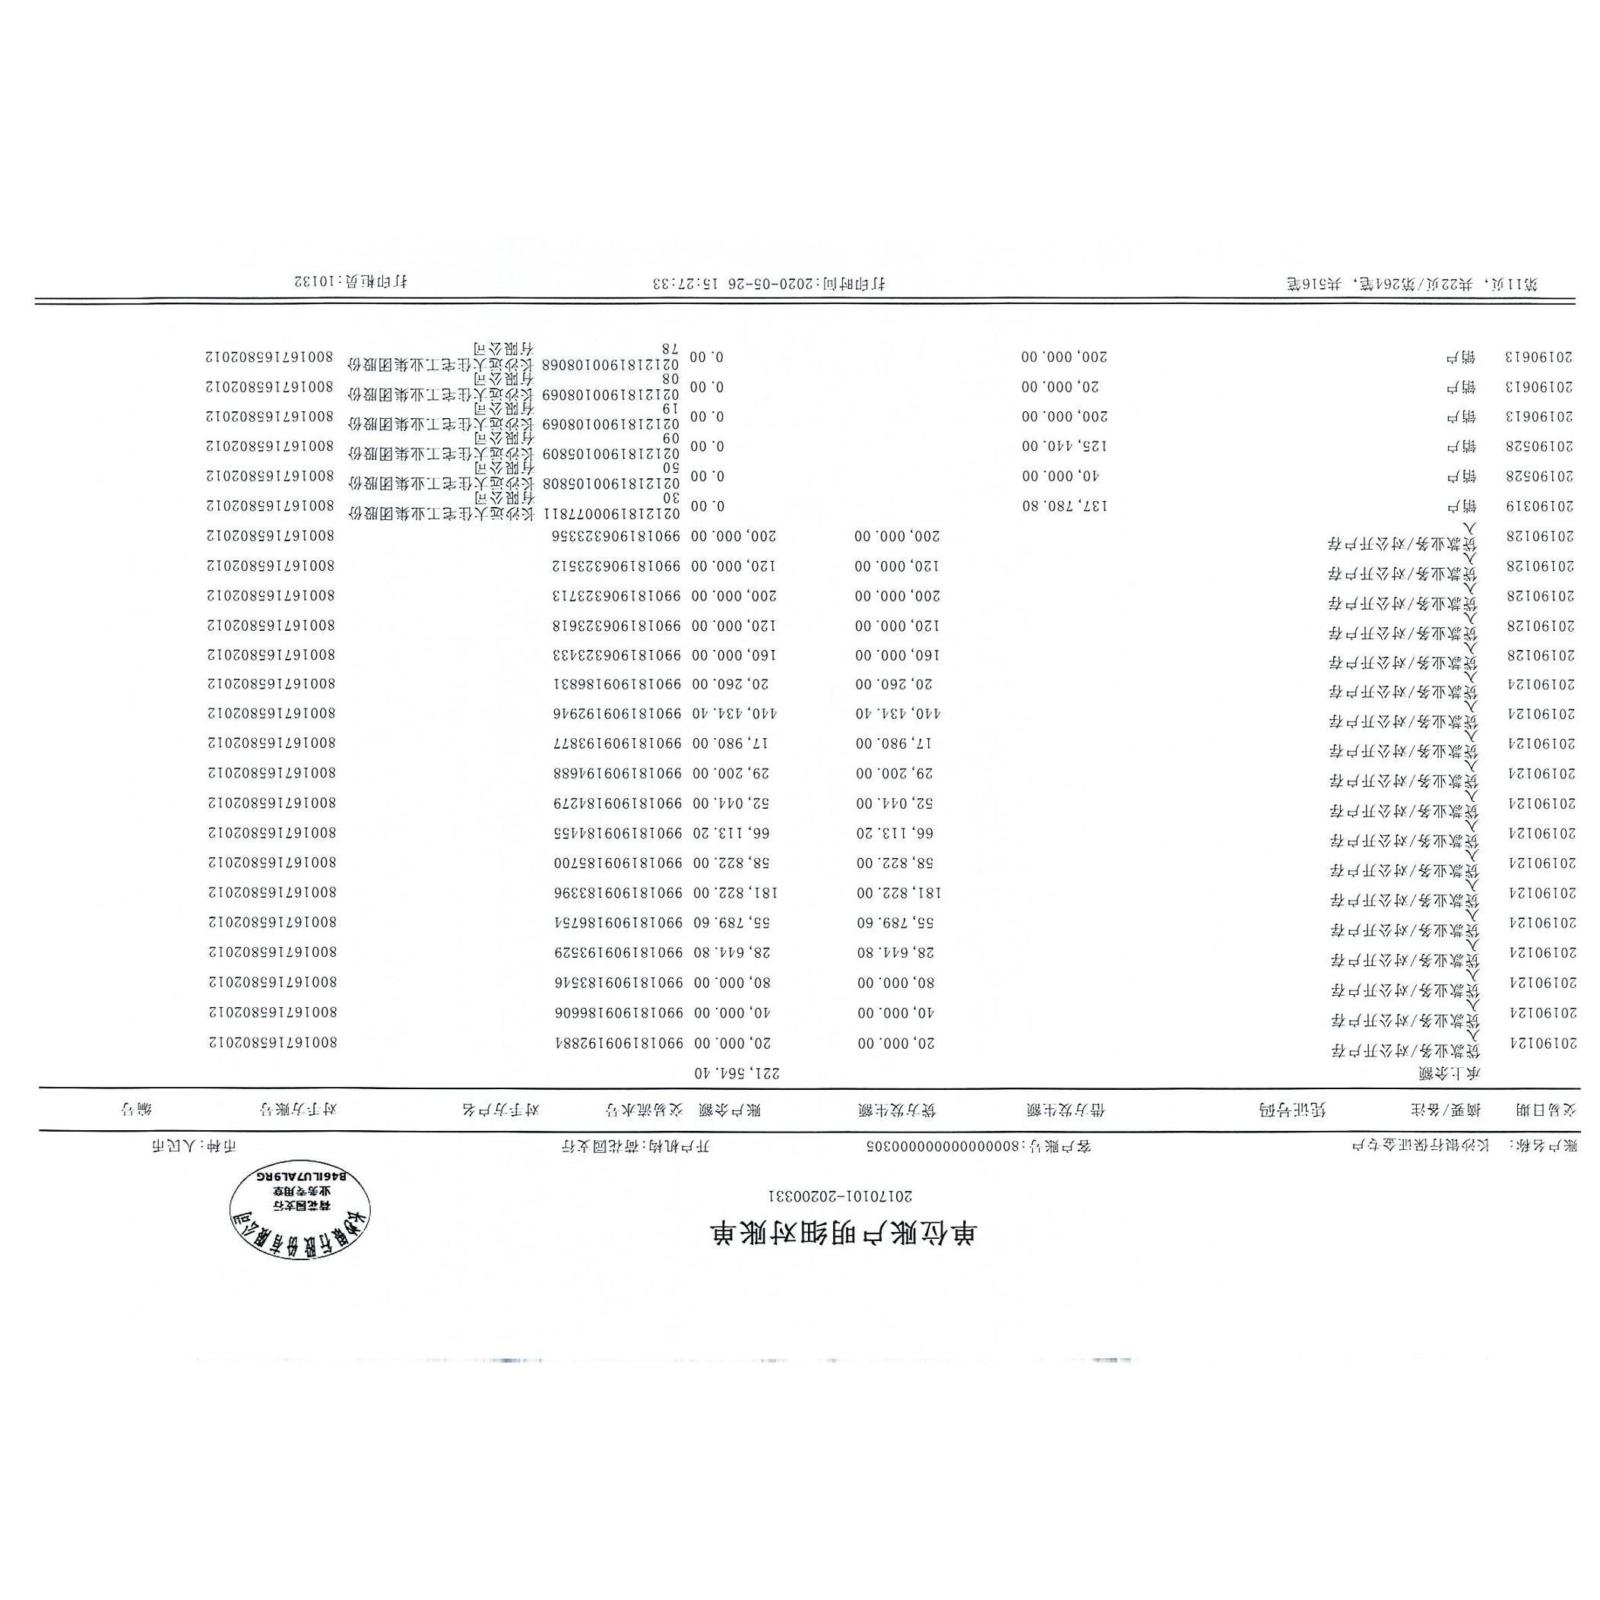 单位账户明细对账单
20170101-20200331
长沙银行股份有限公司
荷花园支行
业务专用章
B46ILU7AL9RG
账户名称: 长沙银行保证金专户 客户账号:800000000000000305 开户机构:荷花园支行 币种:人民币
交易日期 摘要/备注 凭证号码 借方发生额 贷方发生额 账户余额 交易流水号 对手方户名 对手方账号 编号
承上余额 221,564.40
20190124 贷款业务/对公开户存 20,000.00 20,000.00 990181909192884 800167165802012
入
20190124 贷款业务/对公开户存 40,000.00 40,000.00 990181909186606 800167165802012
入
20190124 贷款业务/对公开户存 80,000.00 80,000.00 990181909183546 800167165802012
入
20190124 贷款业务/对公开户存 28,644.80 28,644.80 990181909193529 800167165802012
入
20190124 贷款业务/对公开户存 55,789.60 55,789.60 990181909186754 800167165802012
入
20190124 贷款业务/对公开户存 181,822.00 181,822.00 990181909183396 800167165802012
入
20190124 贷款业务/对公开户存 58,822.00 58,822.00 990181909185700 800167165802012
入
20190124 贷款业务/对公开户存 66,113.20 66,113.20 990181909184455 800167165802012
入
20190124 贷款业务/对公开户存 52,044.00 52,044.00 990181909184279 800167165802012
入
20190124 贷款业务/对公开户存 29,200.00 29,200.00 990181909194688 800167165802012
入
20190124 贷款业务/对公开户存 17,980.00 17,980.00 990181909193877 800167165802012
入
20190124 贷款业务/对公开户存 440,434.40 440,434.40 990181909192946 800167165802012
入
20190124 贷款业务/对公开户存 20,260.00 20,260.00 990181909186831 800167165802012
入
20190128 贷款业务/对公开户存 160,000.00 160,000.00 990181906323433 800167165802012
入
20190128 贷款业务/对公开户存 120,000.00 120,000.00 990181906323618 800167165802012
入
20190128 贷款业务/对公开户存 200,000.00 200,000.00 990181906323713 800167165802012
入
20190128 贷款业务/对公开户存 120,000.00 120,000.00 990181906323512 800167165802012
入
20190128 贷款业务/对公开户存 200,000.00 200,000.00 990181906323356 800167165802012
入
20190319 销户 137,780.80 0.00 0212181900077811 长沙远大住宅工业集团股份 800167165802012
30 有限公司
20190528 销户 40,000.00 0.00 0212181900105808 长沙远大住宅工业集团股份 800167165802012
50 有限公司
20190528 销户 125,440.00 0.00 0212181900105809 长沙远大住宅工业集团股份 800167165802012
09 有限公司
20190613 销户 200,000.00 0.00 0212181900108069 长沙远大住宅工业集团股份 800167165802012
19 有限公司
20190613 销户 20,000.00 0.00 0212181900108069 长沙远大住宅工业集团股份 800167165802012
08 有限公司
20190613 销户 200,000.00 0.00 0212181900108068 长沙远大住宅工业集团股份 800167165802012
78 有限公司
第11页, 共22页/第264笔, 共516笔 打印时间:2020-05-26 15:27:33 打印柜员:10132